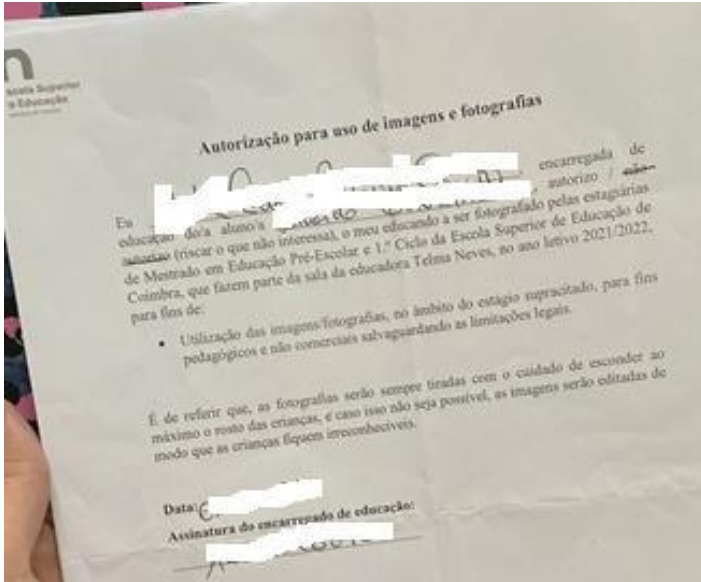 Escola Superior
de Educação
Autorização para uso de imagens e fotografias
Eu , encarregada de
educação do/a aluno/a , autorizo / não
autorizo (riscar o que não interessa), o meu educando a ser fotografado pelas estagiárias
de Mestrado em Educação Pré-Escolar e 1.º Ciclo da Escola Superior de Educação de
Coimbra, que fazem parte da sala da educadora Telma Neves, no ano letivo 2021/2022,
para fins de:
• Utilização das imagens/fotografias, no âmbito do estágio supracitado, para fins
pedagógicos e não comerciais salvaguardando as limitações legais.
É de referir que, as fotografias serão sempre tiradas com o cuidado de esconder ao
máximo o rosto das crianças, e caso isso não seja possível, as imagens serão editadas de
modo que as crianças fiquem irreconhecíveis.
Data:
Assinatura do encarregado de educação: